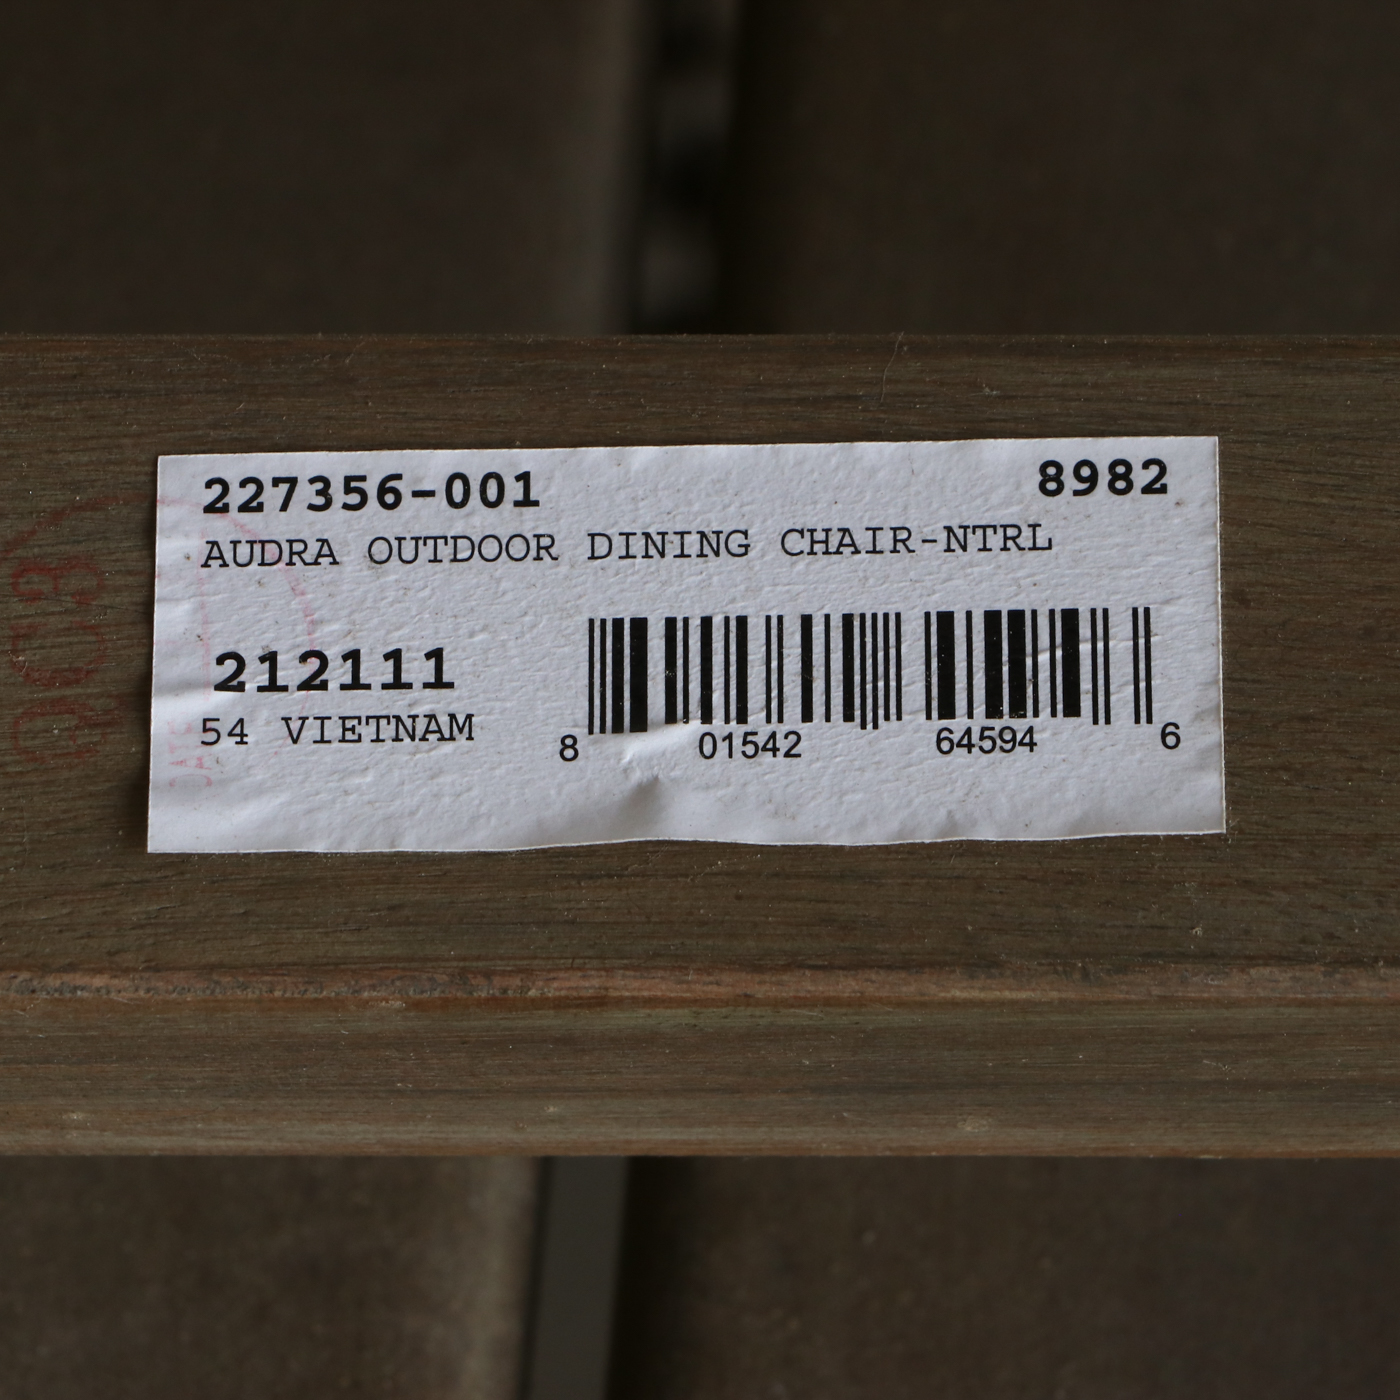 227356-001 8982
AUDRA OUTDOOR DINING CHAIR-NTRL
212111
54 VIETNAM
8 01542 64594 6